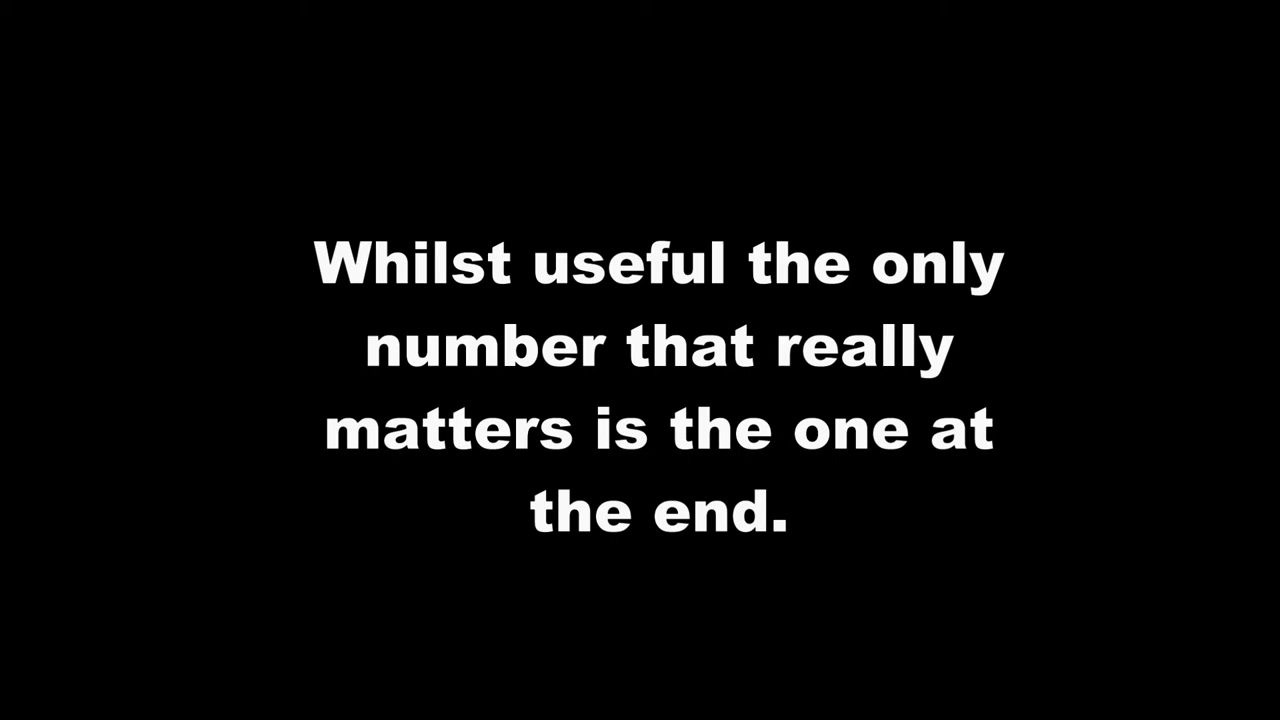 Whilst useful the only
number that really
matters is the one at
the end.